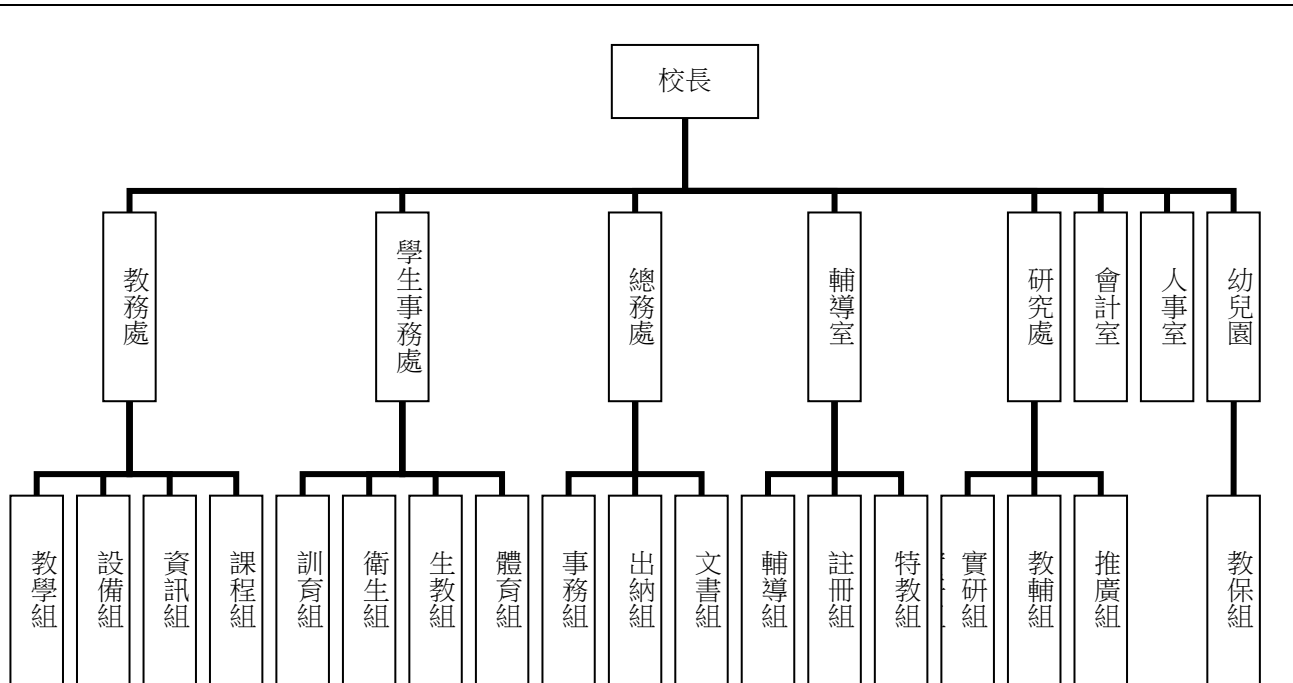 校長
教務處
學生事務處
總務處
輔導室
研究處
會計室
人事室
幼兒園
教學組
設備組
資訊組
課程組
訓育組
衛生組
生教組
體育組
事務組
出納組
文書組
輔導組
註冊組
特教組
實研組
教輔組
推廣組
教保組